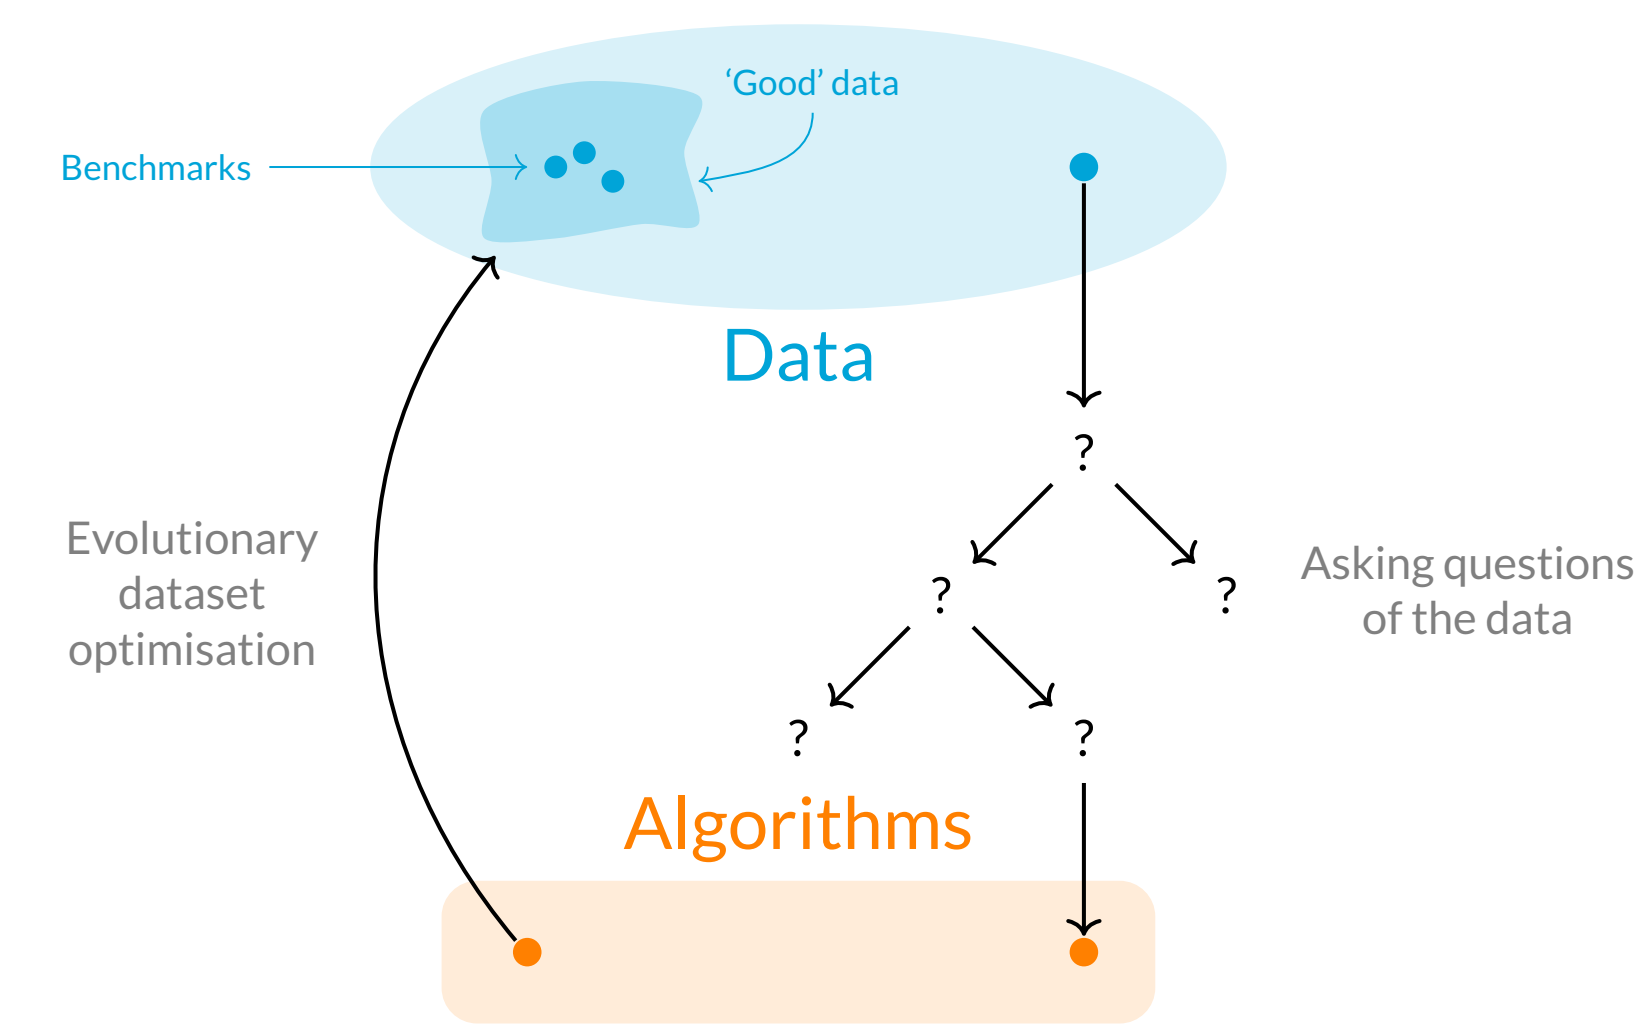 ‘Good’ data
Benchmarks
Data
?
Evolutionary
dataset
optimisation
? ?
Asking questions
of the data
? ?
Algorithms